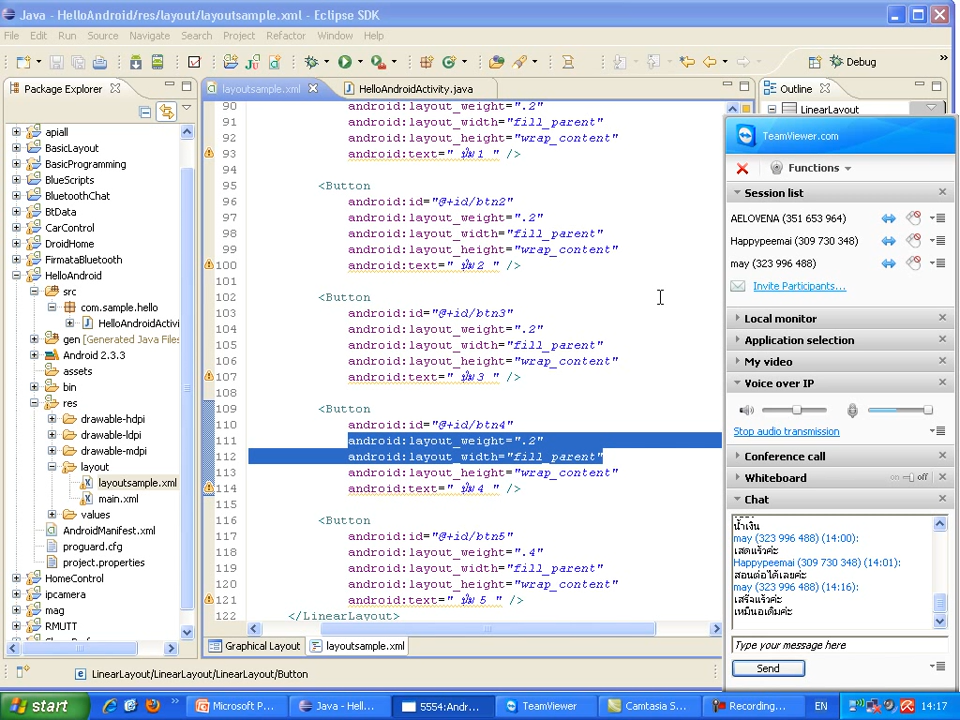 Java - HelloAndroid/res/layout/layoutsample.xml - Eclipse SDK
File Edit Run Source Navigate Search Project Refactor Window Help
Debug
Package Explorer
layoutsample.xml
HelloAndroidActivity.java
Outline
LinearLayout
apiall
BasicLayout
BasicProgramming
BlueScripts
BluetoothChat
BtData
CarControl
DroidHome
FirmataBluetooth
HelloAndroid
src
com.sample.hello
HelloAndroidActivi
gen [Generated Java Files
Android 2.3.3
assets
bin
res
drawable-hdpi
drawable-ldpi
drawable-mdpi
layout
layoutsample.xml
main.xml
values
AndroidManifest.xml
proguard.cfg
project.properties
HomeControl
ipcamera
mag
RMUTT
90 android:layout_weight=".2"
91 android:layout_width="fill_parent"
92 android:layout_height="wrap_content"
93 android:text=" ปุ่ม 1 " />
94
95 <Button
96 android:id="@+id/btn2"
97 android:layout_weight=".2"
98 android:layout_width="fill_parent"
99 android:layout_height="wrap_content"
100 android:text=" ปุ่ม 2 " />
101
102 <Button
103 android:id="@+id/btn3"
104 android:layout_weight=".2"
105 android:layout_width="fill_parent"
106 android:layout_height="wrap_content"
107 android:text=" ปุ่ม 3 " />
108
109 <Button
110 android:id="@+id/btn4"
111 android:layout_weight=".2"
112 android:layout_width="fill_parent"
113 android:layout_height="wrap_content"
114 android:text=" ปุ่ม 4 " />
115
116 <Button
117 android:id="@+id/btn5"
118 android:layout_weight=".4"
119 android:layout_width="fill_parent"
120 android:layout_height="wrap_content"
121 android:text=" ปุ่ม 5 " />
122 </LinearLayout>
Graphical Layout
layoutsample.xml
LinearLayout/LinearLayout/LinearLayout/Button
TeamViewer.com
Functions
Session list
AELOVENA (351 653 964)
Happypeemai (309 730 348)
may (323 996 488)
Invite Participants...
Local monitor
Application selection
My video
Voice over IP
Stop audio transmission
Conference call
Whiteboard
on off
Chat
น้ำเงิน
may (323 996 488) (14:00):
เสดแร้วค่ะ
Happypeemai (309 730 348) (14:01):
สอนต่อได้เลยค่ะ
may (323 996 488) (14:16):
เสร็จแร้วค่ะ
เหมือนเดิมค่ะ
Type your message here
Send
start
Microsoft P...
Java - Hell...
5554:Andr...
TeamViewer
Camtasia S...
Recording...
EN
14:17